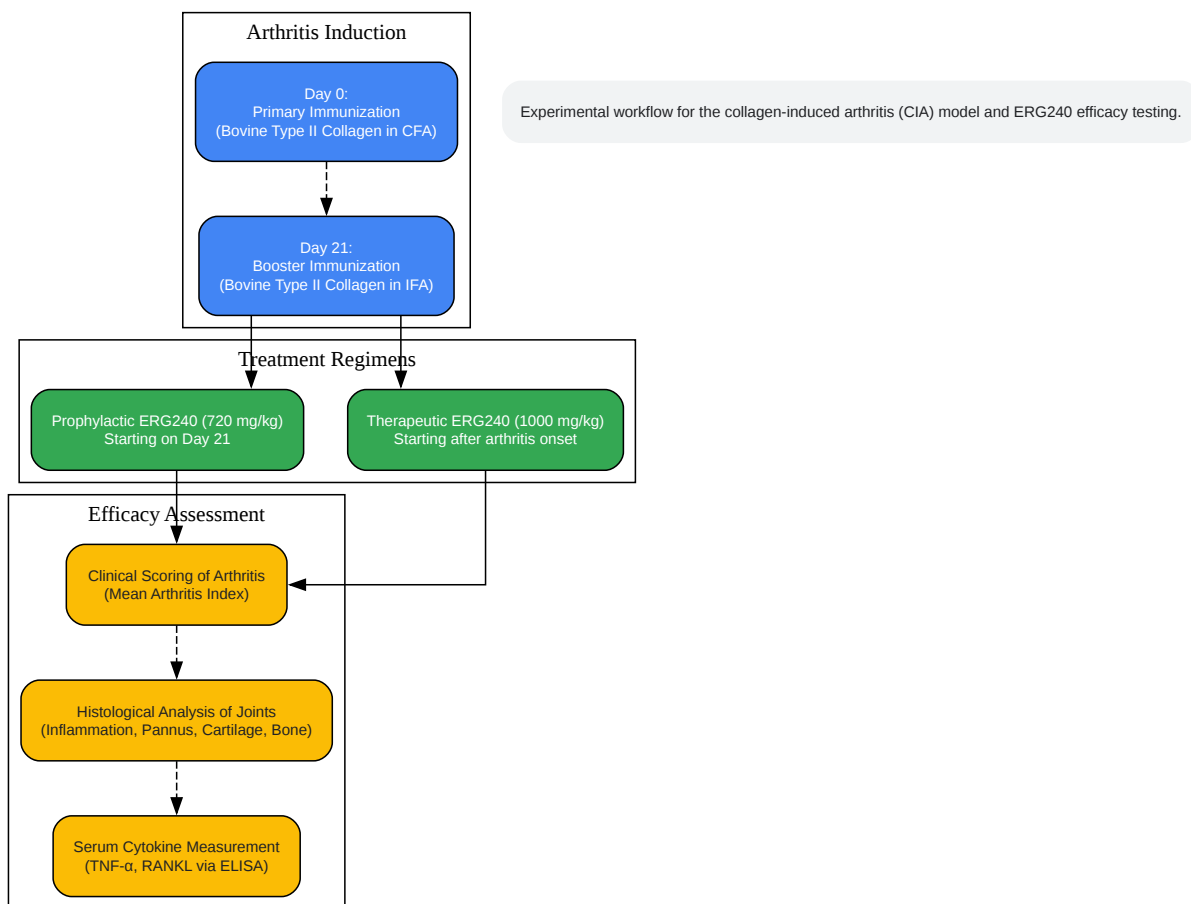 Arthritis Induction
Day 0:
Primary Immunization
(Bovine Type II Collagen in CFA)
Experimental workflow for the collagen-induced arthritis (CIA) model and ERG240 efficacy testing.
Day 21:
Booster Immunization
(Bovine Type II Collagen in IFA)
Treatment Regimens
Prophylactic ERG240 (720 mg/kg)
Starting on Day 21
Therapeutic ERG240 (1000 mg/kg)
Starting after arthritis onset
Efficacy Assessment
Clinical Scoring of Arthritis
(Mean Arthritis Index)
Histological Analysis of Joints
(Inflammation, Pannus, Cartilage, Bone)
Serum Cytokine Measurement
(TNF-α, RANKL via ELISA)